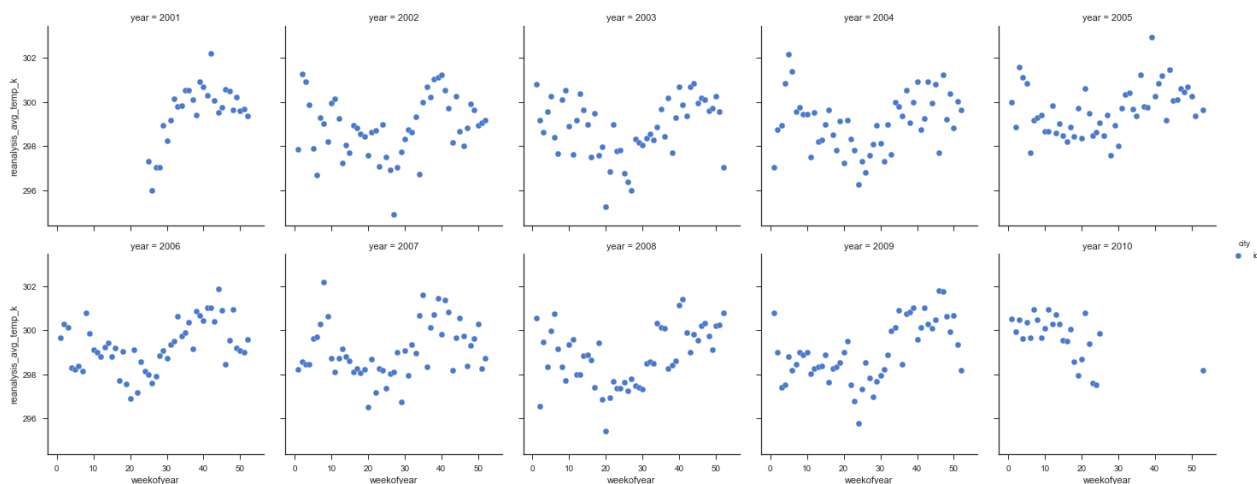 year = 2001
year = 2002
year = 2003
year = 2004
year = 2005
reanalysis_avg_temp_k
302
300
298
296
year = 2006
year = 2007
year = 2008
year = 2009
year = 2010
city
reanalysis_avg_temp_k
302
300
298
296
0 10 20 30 40 50
0 10 20 30 40 50
0 10 20 30 40 50
0 10 20 30 40 50
0 10 20 30 40 50
weekofyear
weekofyear
weekofyear
weekofyear
weekofyear